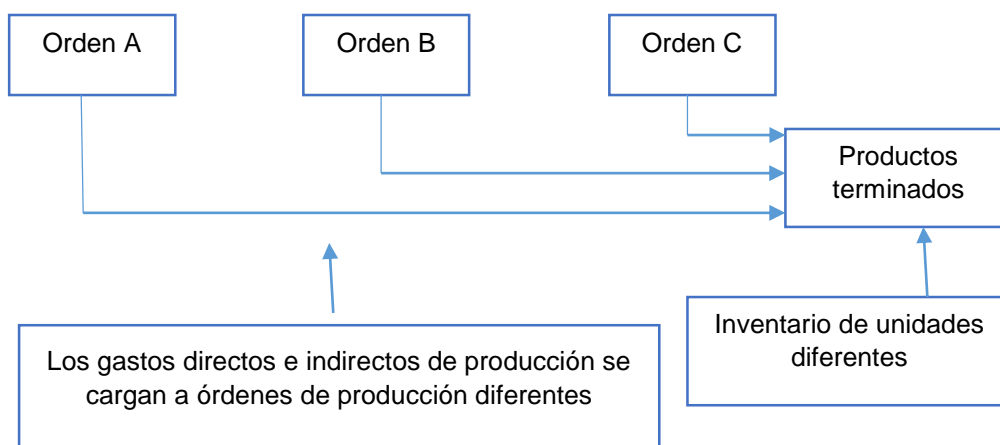 Orden A
Orden B
Orden C
Productos
terminados
Inventario de unidades
diferentes
Los gastos directos e indirectos de producción se
cargan a órdenes de producción diferentes